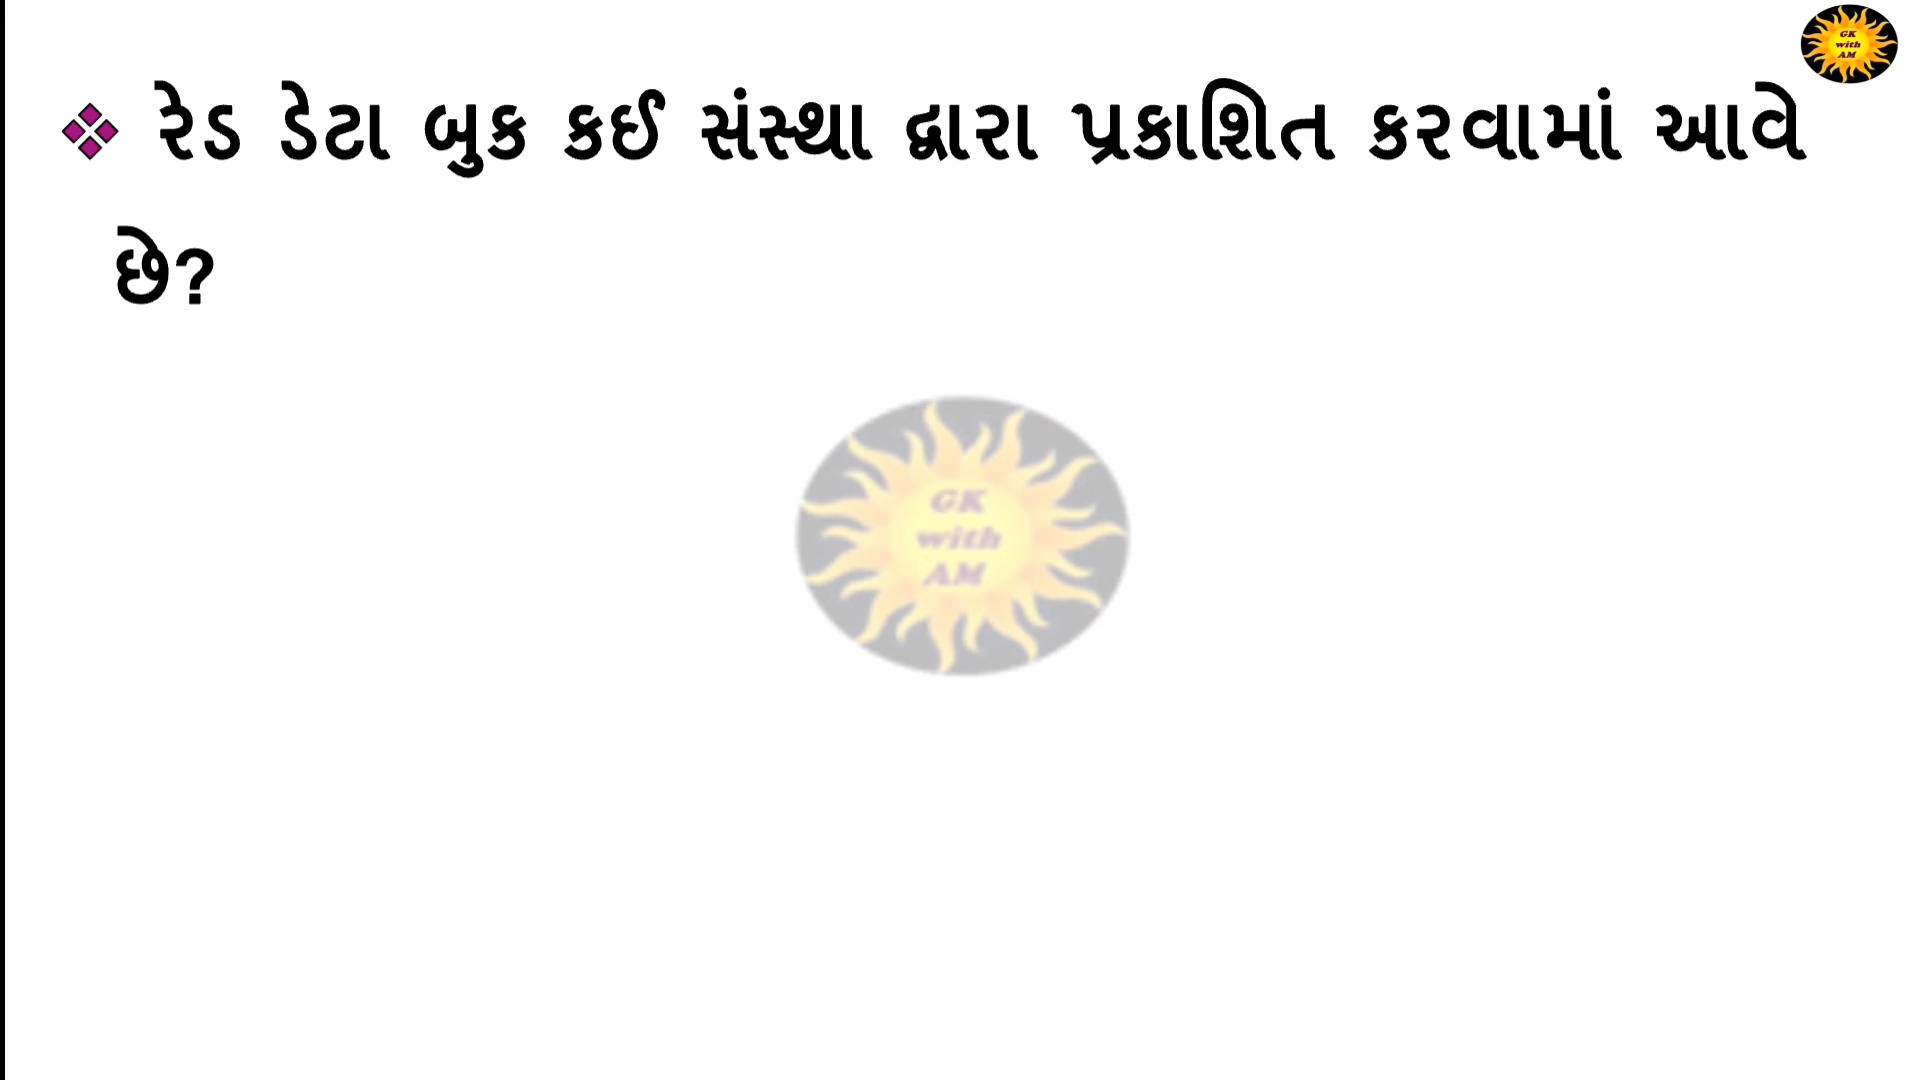 GK
with
AM
❖ રેડ ડેટા બુક કઈ સંસ્થા દ્વારા પ્રકાશિત કરવામાં આવે
છે?
GK
with
AM